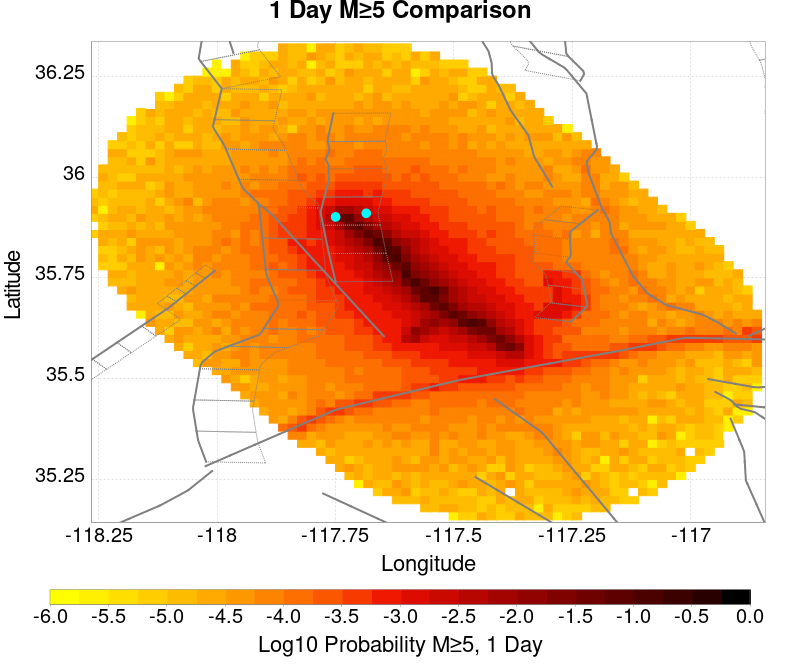 1 Day M≥5 Comparison
36.25
36
35.75
35.5
35.25
Latitude
-118.25 -118 -117.75 -117.5 -117.25 -117
Longitude
-6.0 -5.5 -5.0 -4.5 -4.0 -3.5 -3.0 -2.5 -2.0 -1.5 -1.0 -0.5 0.0
Log10 Probability M≥5, 1 Day